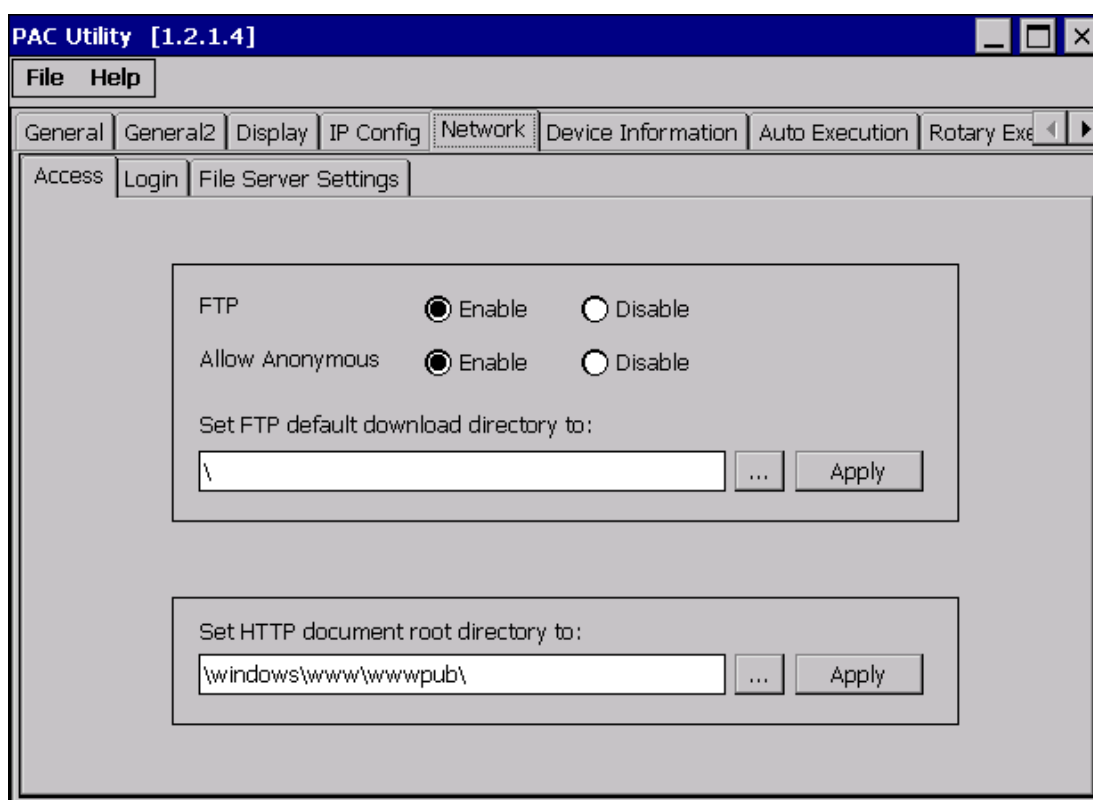 PAC Utility [1.2.1.4]
File Help
General General2 Display IP Config Network Device Information Auto Execution Rotary Exe
Access Login File Server Settings
FTP Enable Disable
Allow Anonymous Enable Disable
Set FTP default download directory to:
\ ... Apply
Set HTTP document root directory to:
\windows\www\wwwpub\ ... Apply